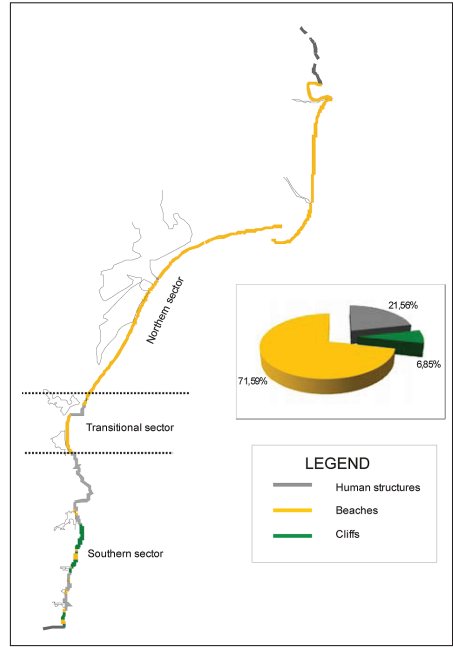 Northern sector
21,56%
6,85%
71,59%
Transitional sector
LEGEND
Human structures
Beaches
Cliffs
Southern sector